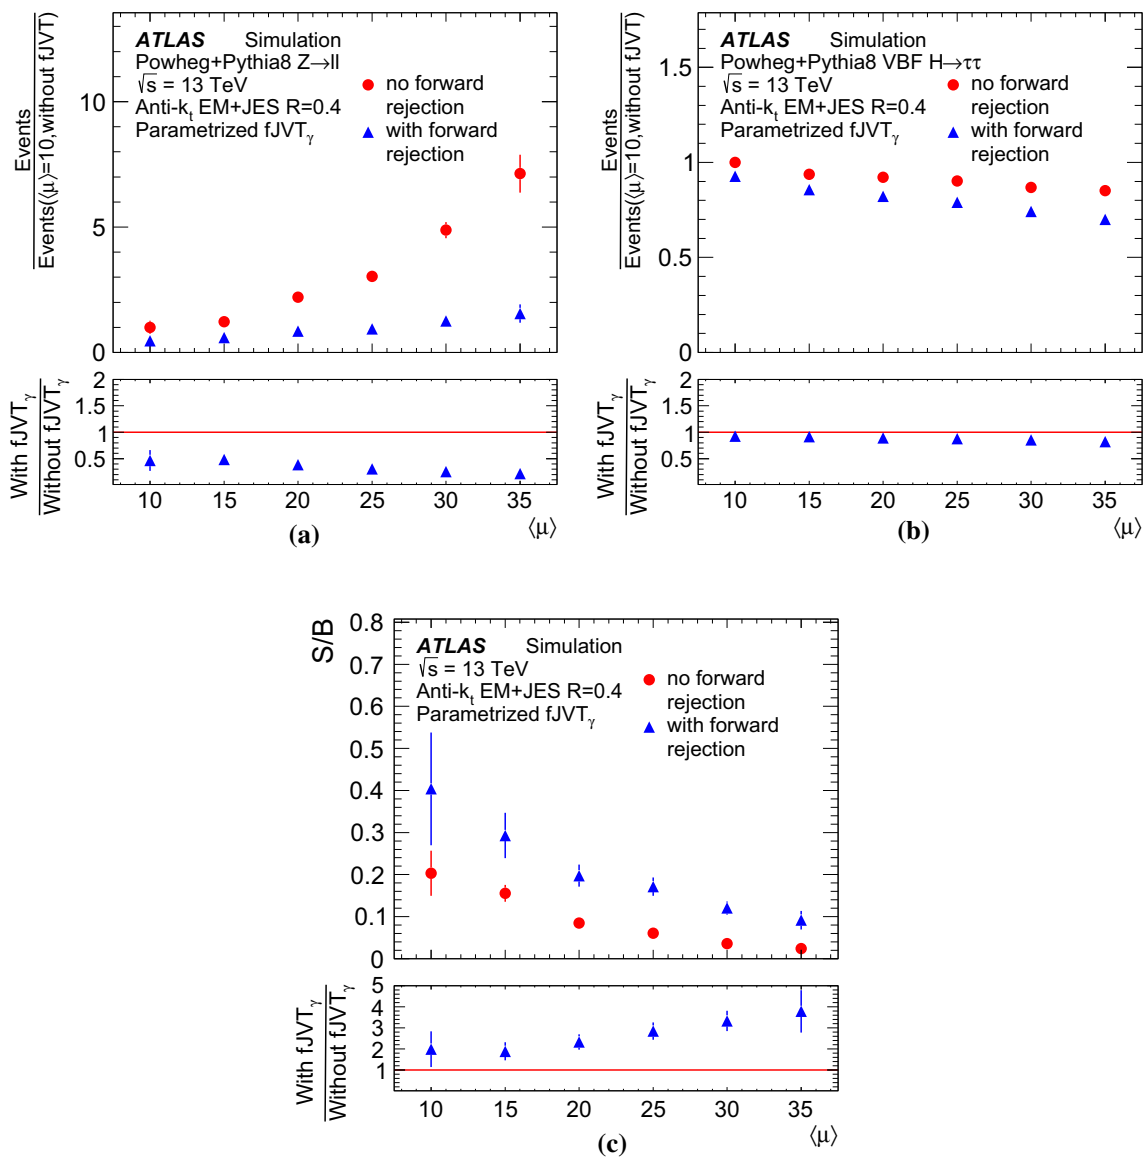 Events
Events(⟨μ⟩=10,without fJVT)
10
5
0
ATLAS Simulation
Powheg+Pythia8 Z→ll
√s = 13 TeV
Anti-kt EM+JES R=0.4
Parametrized fJVTγ
no forward
rejection
with forward
rejection
With fJVTγ
Without fJVTγ
2
1.5
1
0.5
10 15 20 25 30 35
⟨μ⟩
(a)
Events
Events(⟨μ⟩=10,without fJVT)
1.5
1
0.5
0
ATLAS Simulation
Powheg+Pythia8 VBF H→ττ
√s = 13 TeV
Anti-kt EM+JES R=0.4
Parametrized fJVTγ
no forward
rejection
with forward
rejection
With fJVTγ
Without fJVTγ
2
1.5
1
0.5
10 15 20 25 30 35
⟨μ⟩
(b)
S/B
0.8
0.7
0.6
0.5
0.4
0.3
0.2
0.1
0
ATLAS Simulation
√s = 13 TeV
Anti-kt EM+JES R=0.4
Parametrized fJVTγ
no forward
rejection
with forward
rejection
With fJVTγ
Without fJVTγ
5
4
3
2
1
10 15 20 25 30 35
⟨μ⟩
(c)